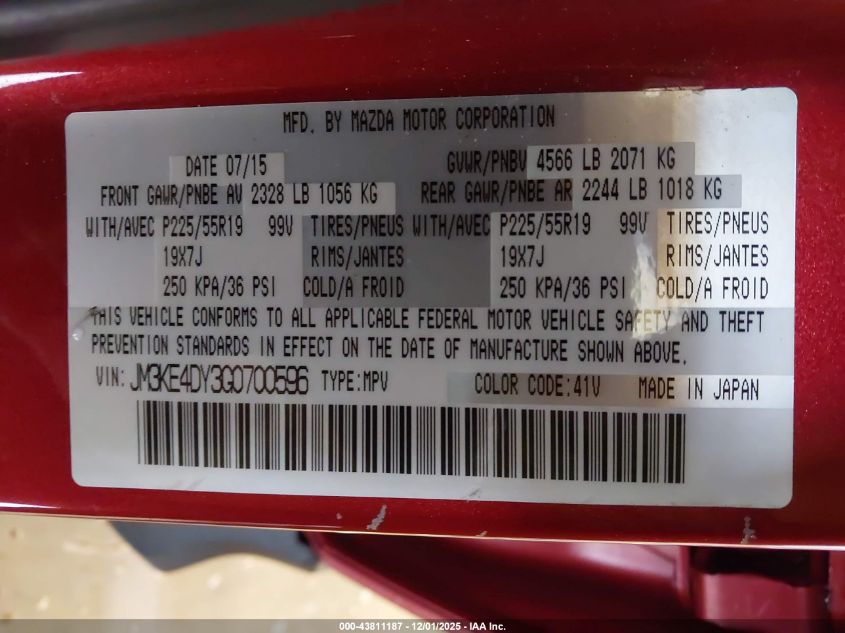 MFD. BY MAZDA MOTOR CORPORATION
DATE 07/15 GVWR/PNBV 4566 LB 2071 KG
FRONT GAWR/PNBE AV 2328 LB 1056 KG REAR GAWR/PNBE AR 2244 LB 1018 KG
WITH/AVEC P225/55R19 99V TIRES/PNEUS WITH/AVEC P225/55R19 99V TIRES/PNEUS
19X7J RIMS/JANTES 19X7J RIMS/JANTES
250 KPA/36 PSI COLD/A FROID 250 KPA/36 PSI COLD/A FROID
THIS VEHICLE CONFORMS TO ALL APPLICABLE FEDERAL MOTOR VEHICLE SAFETY AND THEFT
PREVENTION STANDARDS IN EFFECT ON THE DATE OF MANUFACTURE SHOWN ABOVE.
VIN: JM3KE4DY3G0700596 TYPE:MPV COLOR CODE:41V MADE IN JAPAN
000-43811187 - 12/01/2025 - IAA Inc.